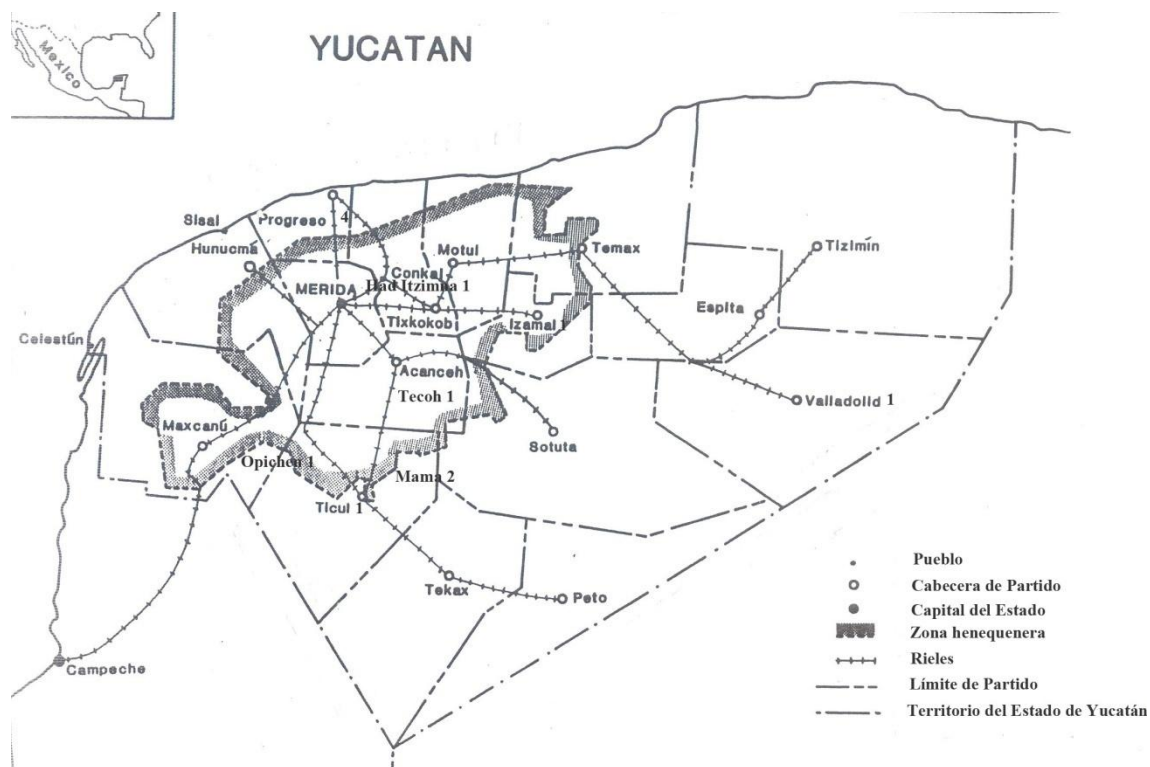 Mexico
YUCATAN
Sisal
Progreso
4
Hunucmá
Motul
Temax
Tizimín
Conkal
MERIDA
Had Itzimna 1
Tixkokob
Izamal 1
Espita
Celestún
Acanceh
Tecoh 1
Valladolid 1
Maxcanú
Sotuta
Opichen 1
Mama 2
Ticul 1
Tekax
Peto
Campeche
Pueblo
Cabecera de Partido
Capital del Estado
Zona henequenera
Rieles
Límite de Partido
Territorio del Estado de Yucatán